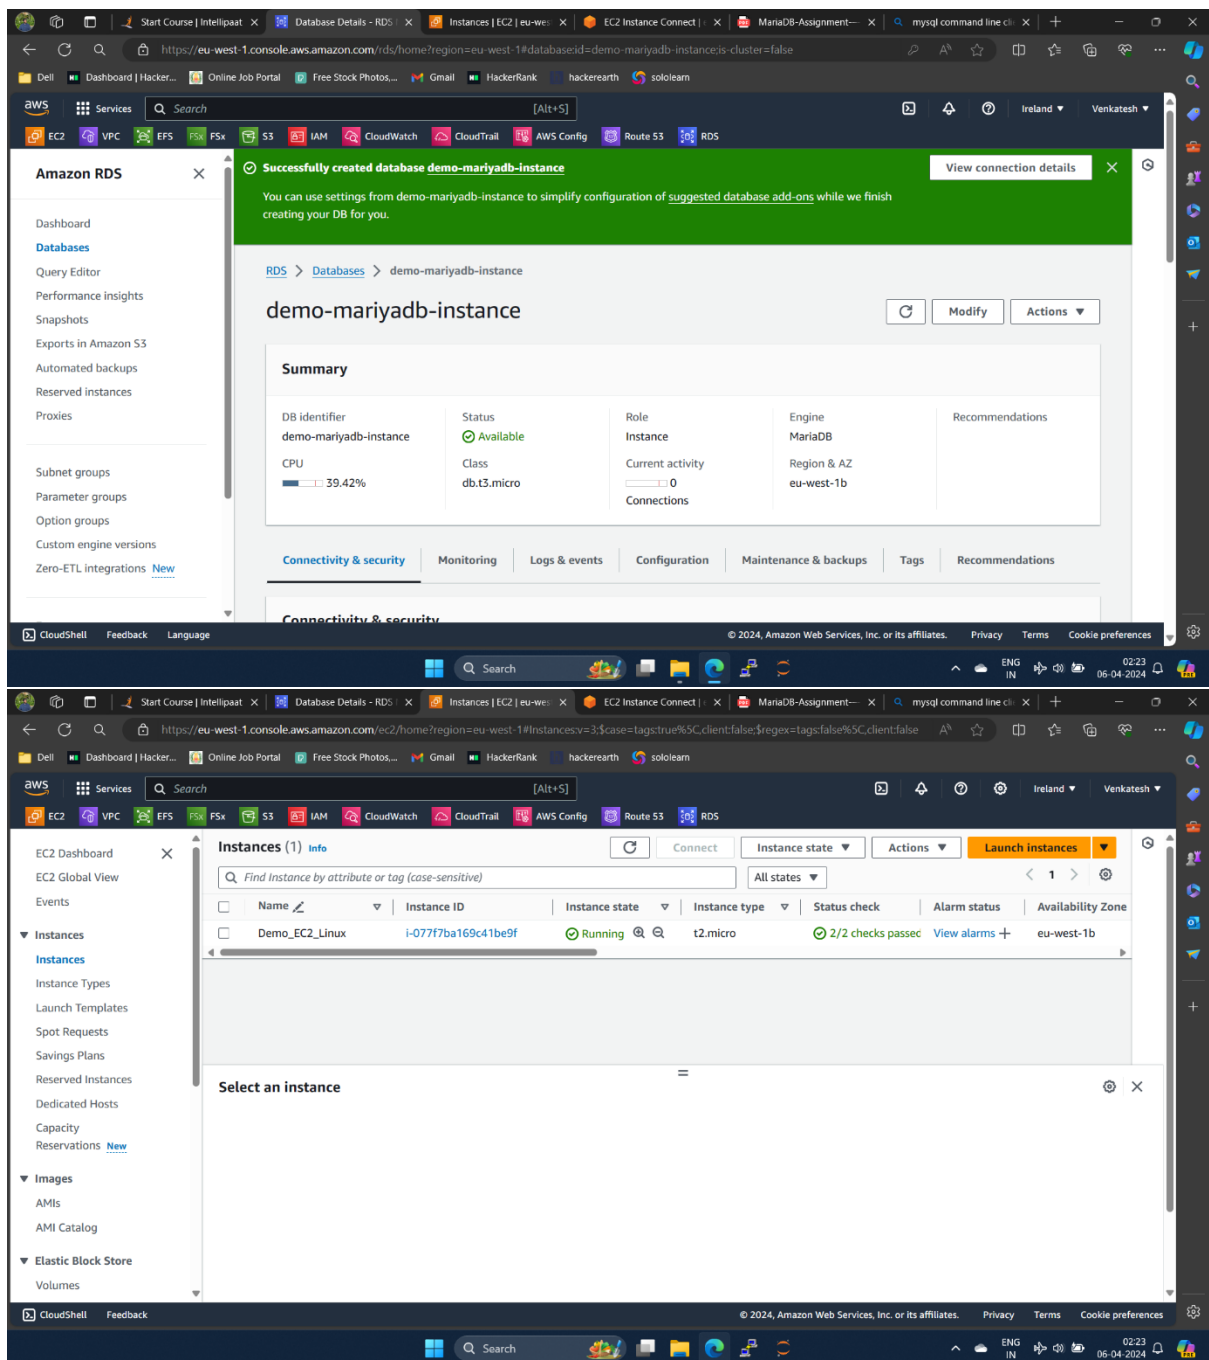 Start Course | Intellipaat
Database Details - RDS
Instances | EC2 | eu-wes
EC2 Instance Connect |
MariaDB-Assignment-
mysql command line cli
https://eu-west-1.console.aws.amazon.com/rds/home?region=eu-west-1#database:id=demo-mariyadb-instance;is-cluster=false
Dell Dashboard | Hacker... Online Job Portal Free Stock Photos,... Gmail HackerRank hackerearth sololearn
aws Services Search [Alt+S] Ireland ▼ Venkatesh ▼
EC2 VPC EFS FSx FSx S3 IAM CloudWatch CloudTrail AWS Config Route 53 RDS
Amazon RDS
Dashboard
Databases
Query Editor
Performance insights
Snapshots
Exports in Amazon S3
Automated backups
Reserved instances
Proxies
Subnet groups
Parameter groups
Option groups
Custom engine versions
Zero-ETL integrations New
Successfully created database demo-mariyadb-instance
View connection details
You can use settings from demo-mariyadb-instance to simplify configuration of suggested database add-ons while we finish
creating your DB for you.
RDS > Databases > demo-mariyadb-instance
demo-mariyadb-instance
Modify Actions ▼
Summary
DB identifier Status Role Engine Recommendations
demo-mariyadb-instance Available Instance MariaDB
CPU Class Current activity Region & AZ
39.42% db.t3.micro 0 eu-west-1b
Connections
Connectivity & security Monitoring Logs & events Configuration Maintenance & backups Tags Recommendations
Connectivity & security
CloudShell Feedback Language © 2024, Amazon Web Services, Inc. or its affiliates. Privacy Terms Cookie preferences
Search
ENG
IN
02:23
06-04-2024
Start Course | Intellipaat
Database Details - RDS
Instances | EC2 | eu-wes
EC2 Instance Connect |
MariaDB-Assignment-
mysql command line cli
https://eu-west-1.console.aws.amazon.com/ec2/home?region=eu-west-1#Instances:v=3;$case=tags:true%5C,client:false;$regex=tags:false%5C,client:false
Dell Dashboard | Hacker... Online Job Portal Free Stock Photos,... Gmail HackerRank hackerearth sololearn
aws Services Search [Alt+S] Ireland ▼ Venkatesh ▼
EC2 VPC EFS FSx FSx S3 IAM CloudWatch CloudTrail AWS Config Route 53 RDS
EC2 Dashboard
EC2 Global View
Events
Instances
Instances
Instance Types
Launch Templates
Spot Requests
Savings Plans
Reserved Instances
Dedicated Hosts
Capacity
Reservations New
Images
AMIs
AMI Catalog
Elastic Block Store
Volumes
Instances (1) Info Connect Instance state ▼ Actions ▼ Launch instances ▼
Find Instance by attribute or tag (case-sensitive) All states ▼ < 1 >
Name Instance ID Instance state Instance type Status check Alarm status Availability Zone
Demo_EC2_Linux i-077f7ba169c41be9f Running t2.micro 2/2 checks passed View alarms + eu-west-1b
Select an instance
CloudShell Feedback © 2024, Amazon Web Services, Inc. or its affiliates. Privacy Terms Cookie preferences
Search
ENG
IN
02:23
06-04-2024